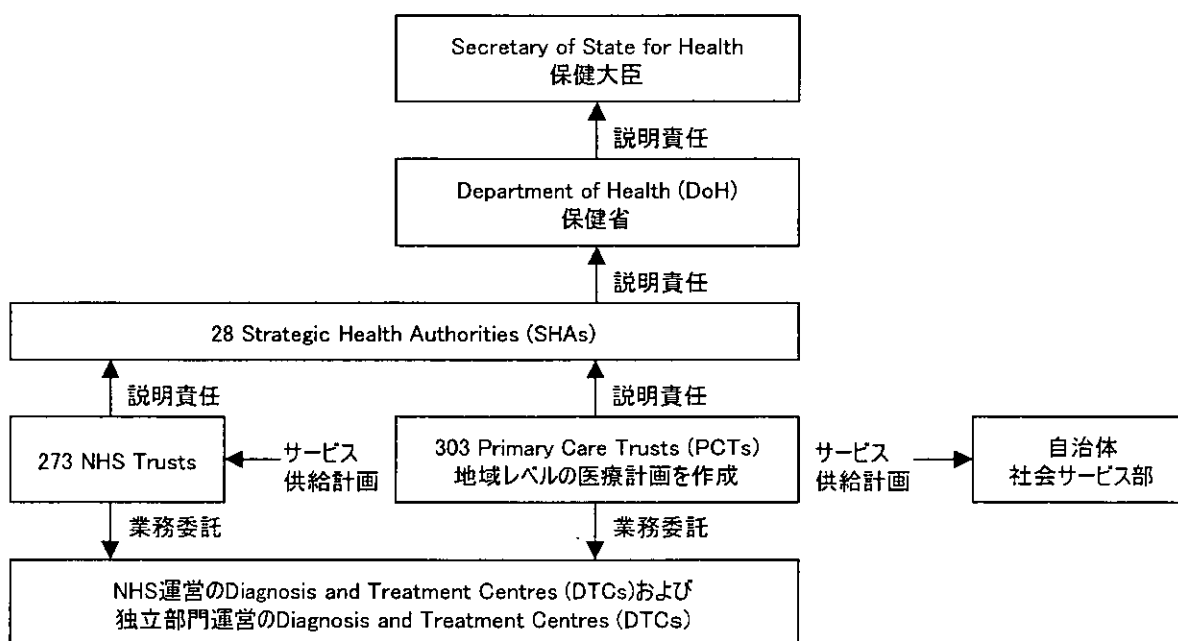 Secretary of State for Health
保健大臣
説明責任
Department of Health (DoH)
保健省
説明責任
28 Strategic Health Authorities (SHAs)
説明責任
説明責任
273 NHS Trusts
サービス
供給計画
303 Primary Care Trusts (PCTs)
地域レベルの医療計画を作成
サービス
供給計画
自治体
社会サービス部
業務委託
業務委託
NHS運営のDiagnosis and Treatment Centres (DTCs)および
独立部門運営のDiagnosis and Treatment Centres (DTCs)